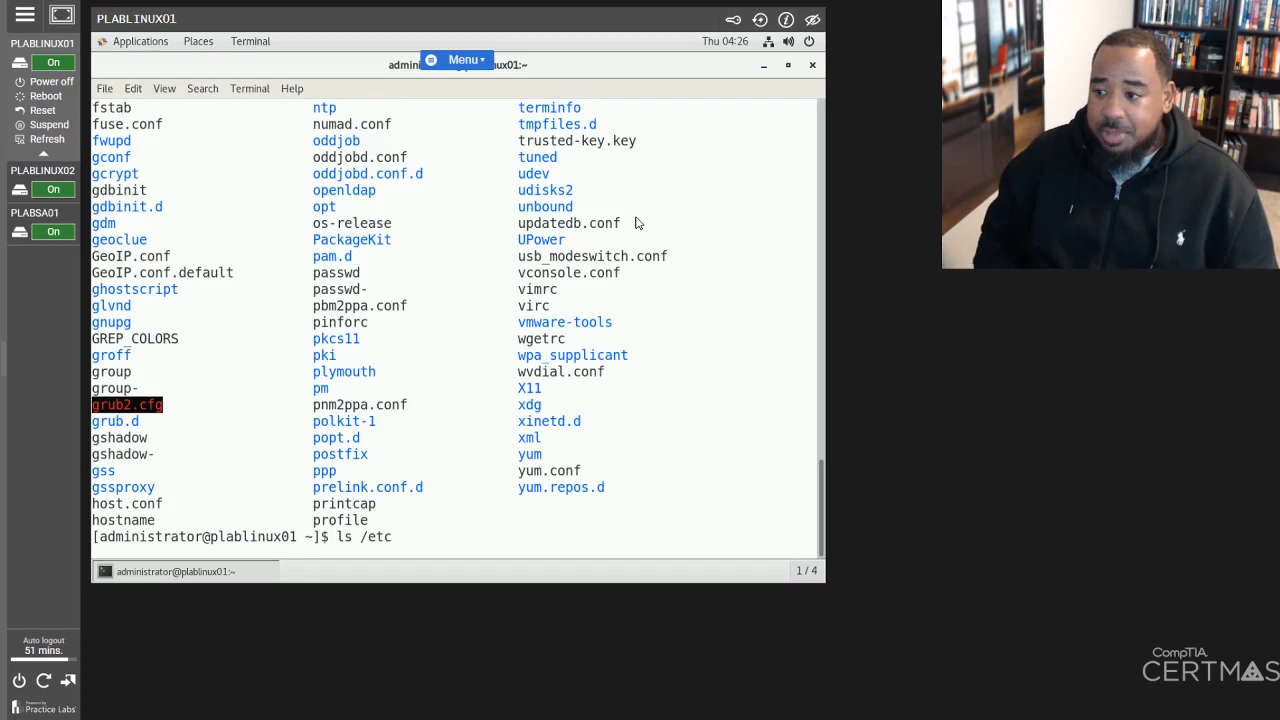 PLABLINUX01
PLABLINUX01
On
Power off
Reboot
Reset
Suspend
Refresh
PLABLINUX02
On
PLABSA01
On
Auto logout
51 mins.
Powered by
Practice Labs
Applications Places Terminal Thu 04:26
Menu
File Edit View Search Terminal Help
fstab ntp terminfo
fuse.conf numad.conf tmpfiles.d
fwupd oddjob trusted-key.key
gconf oddjobd.conf tuned
gcrypt oddjobd.conf.d udev
gdbinit openldap udisks2
gdbinit.d opt unbound
gdm os-release updatedb.conf
geoclue PackageKit UPower
GeoIP.conf pam.d usb_modeswitch.conf
GeoIP.conf.default passwd vconsole.conf
ghostscript passwd- vimrc
glvnd pbm2ppa.conf virc
gnupg pinforc vmware-tools
GREP_COLORS pkcs11 wgetrc
groff pki wpa_supplicant
group plymouth wvdial.conf
group- pm X11
grub2.cfg pnm2ppa.conf xdg
grub.d polkit-1 xinetd.d
gshadow popt.d xml
gshadow- postfix yum
gss ppp yum.conf
gssproxy prelink.conf.d yum.repos.d
host.conf printcap
hostname profile
[administrator@plablinux01 ~]$ ls /etc
administrator@plablinux01:~
1 / 4
CompTIA.
CERTMAS